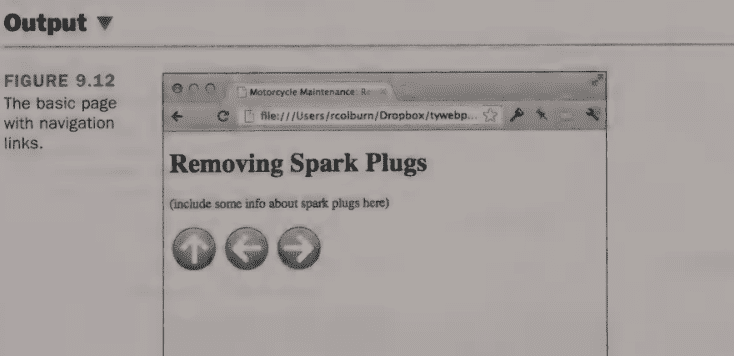 Output ▼
FIGURE 9.12
The basic page
with navigation
links.
Motorcycle Maintenance: Re
file:///Users/rcolburn/Dropbox/tywebp...
Removing Spark Plugs
(include some info about spark plugs here)